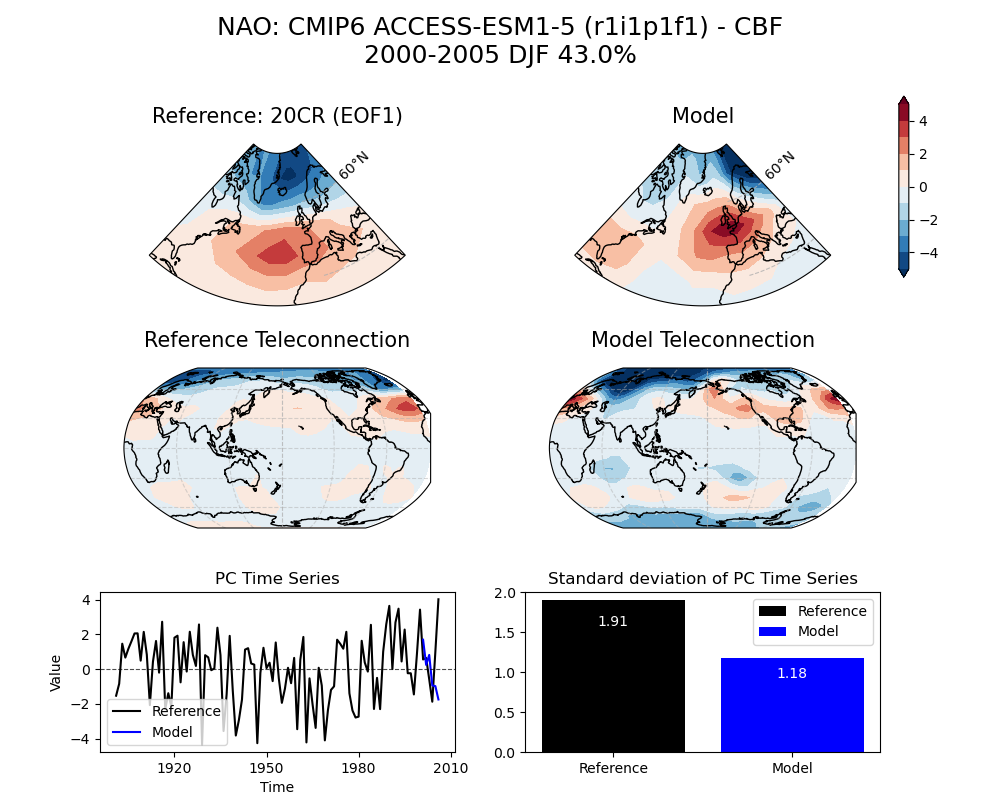 NAO: CMIP6 ACCESS-ESM1-5 (r1i1p1f1) - CBF
2000-2005 DJF 43.0%
Reference: 20CR (EOF1)
Model
60°N
60°N
4
2
0
−2
−4
Reference Teleconnection
Model Teleconnection
PC Time Series
Standard deviation of PC Time Series
4
2
0
−2
−4
Value
Reference
Model
1920
1950
1980
2010
Time
2.0
1.5
1.0
0.5
0.0
1.91
1.18
Reference
Model
Reference
Model